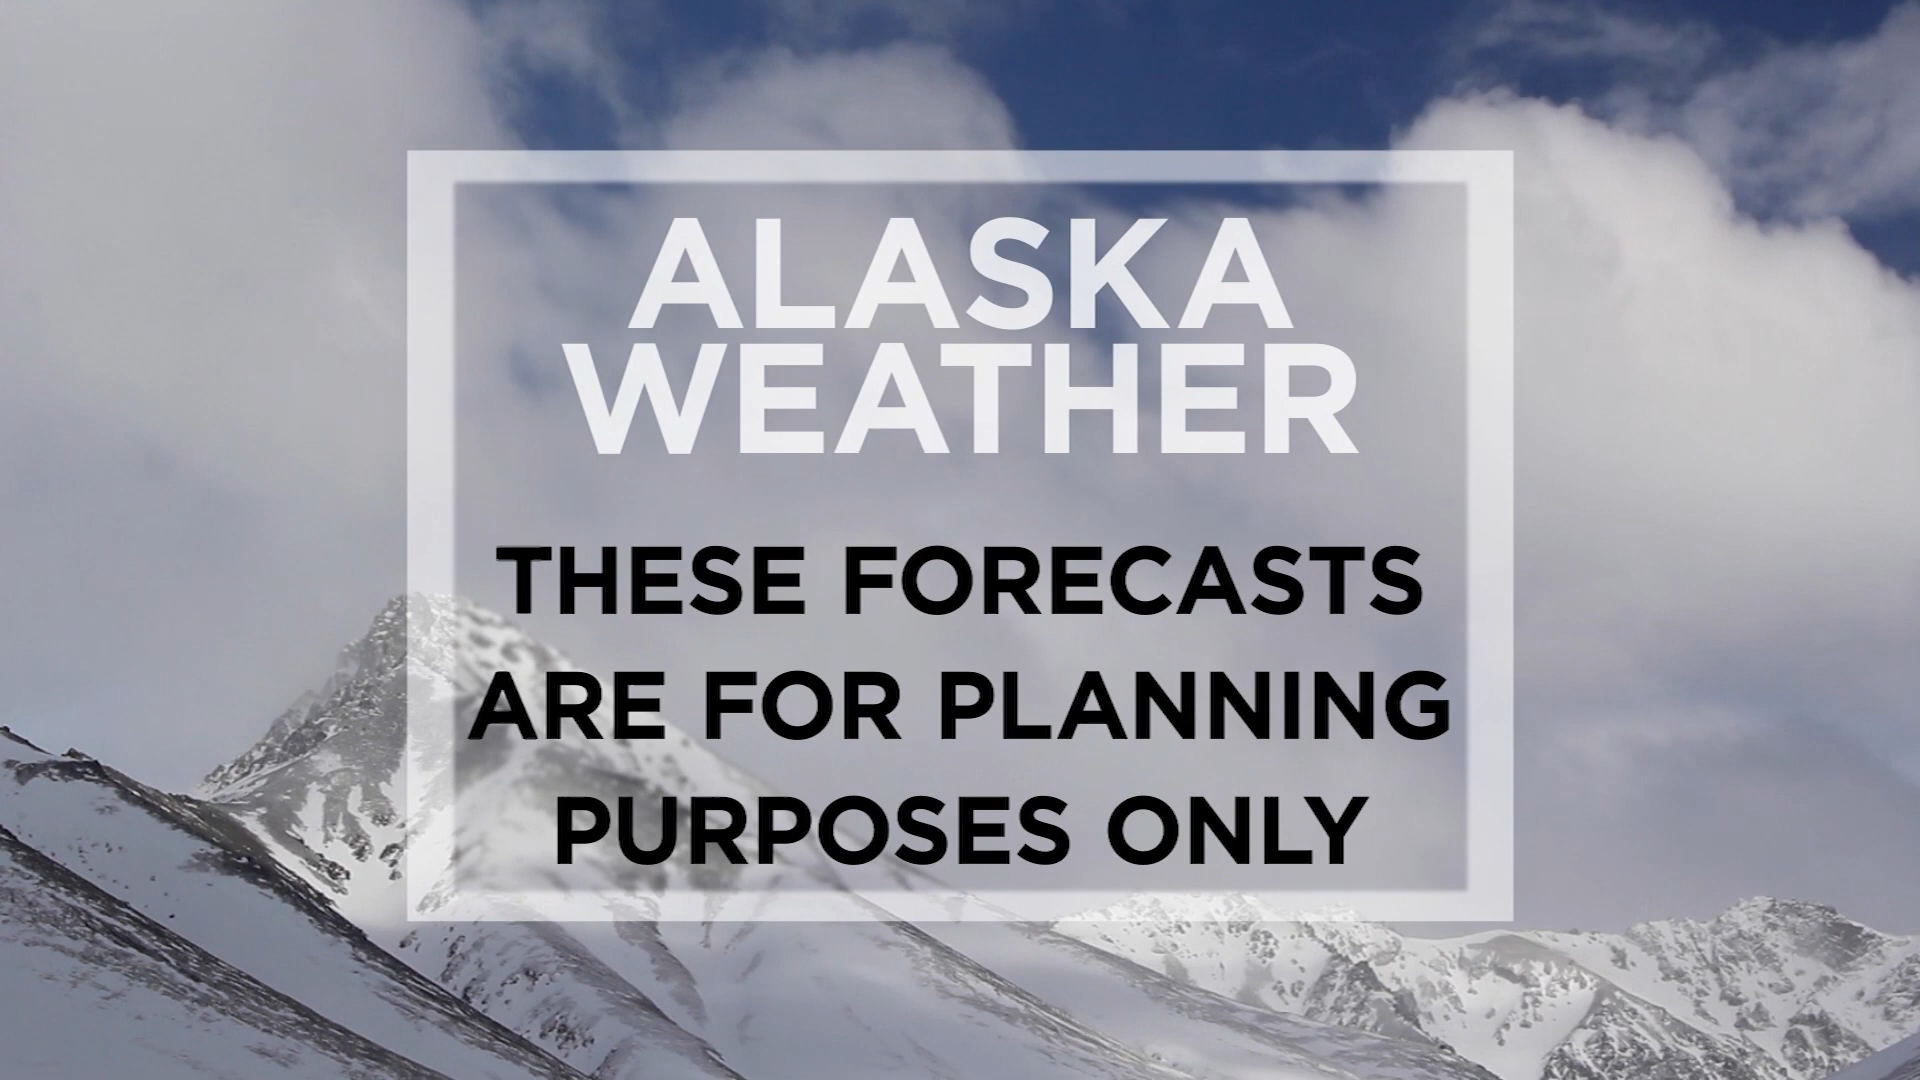 ALASKA
WEATHER
THESE FORECASTS
ARE FOR PLANNING
PURPOSES ONLY